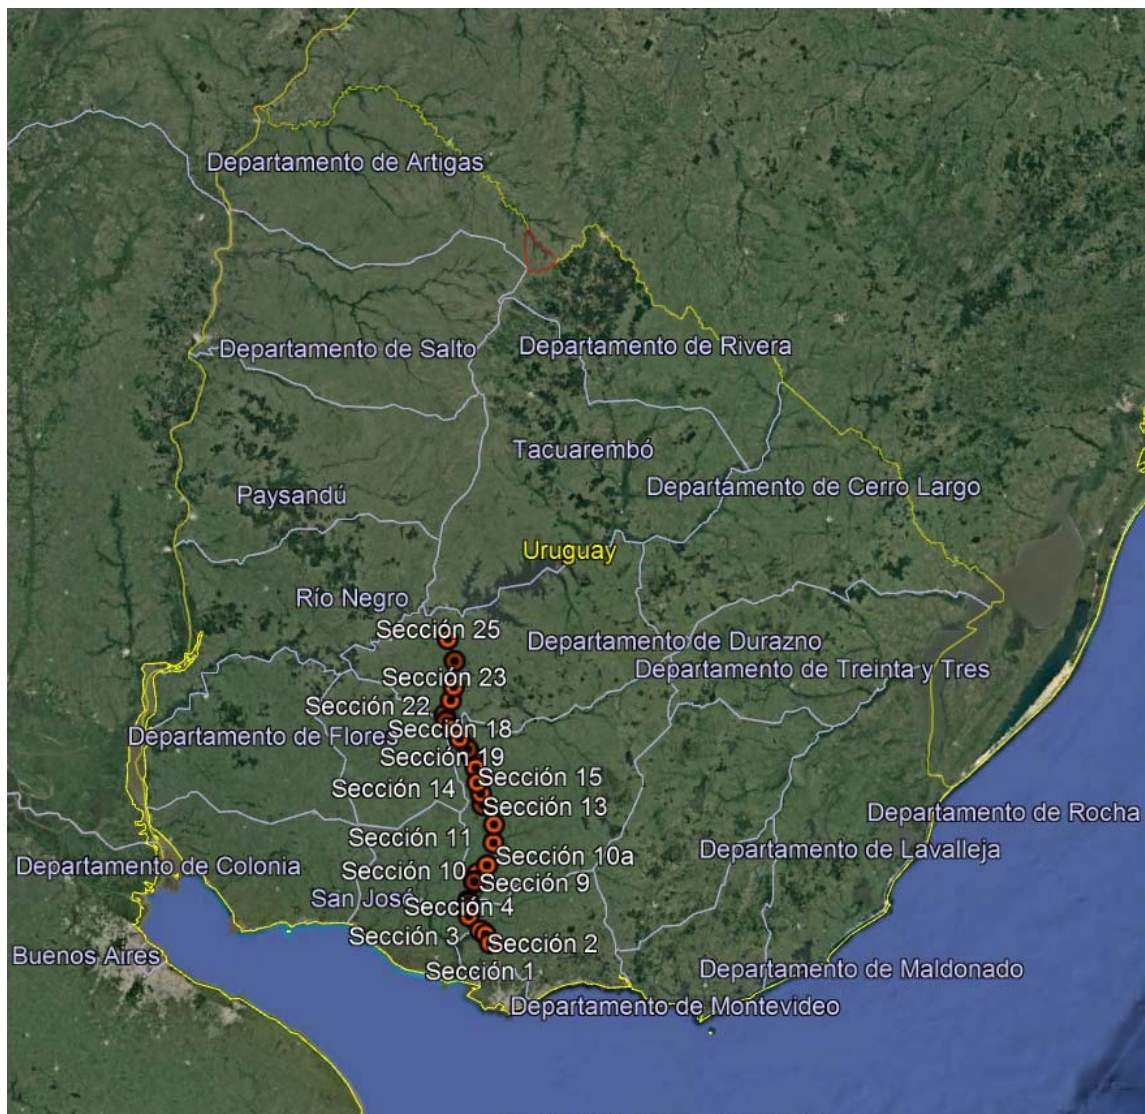 Departamento de Artigas
Departamento de Salto
Departamento de Rivera
Tacuarembó
Paysandú
Departamento de Cerro Largo
Uruguay
Río Negro
Sección 25
Departamento de Durazno
Departamento de Treinta y Tres
Sección 23
Sección 22
Sección 18
Departamento de Flores
Sección 19
Sección 15
Sección 14
Sección 13
Departamento de Rocha
Sección 11
Departamento de Lavalleja
Sección 10a
Departamento de Colonia
Sección 10
Sección 9
San José
Sección 4
Sección 3
Sección 2
Buenos Aires
Sección 1
Departamento de Maldonado
Departamento de Montevideo